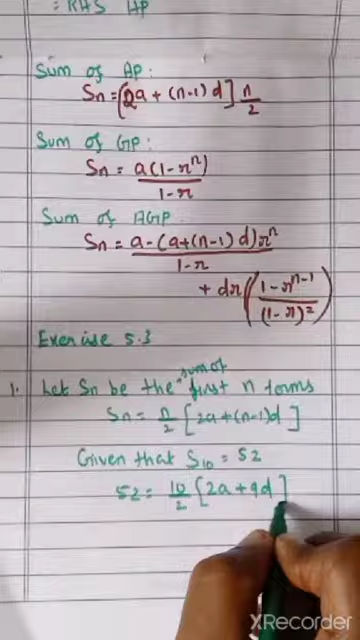 = RHS AP
Sum of AP:
Sn = [2a + (n-1) d] n/2
Sum of GP:
Sn = a(1-r^n)/1-r
Sum of AGP
Sn = a-(a+(n-1) d)r^n/1-r
+ dr (1-r^n-1/(1-r)^2)
Exercise 5.3
1. Let Sn be the sum of first n terms
Sn = n/2 [2a+(n-1)d]
Given that S10 = 52
52 = 10/2 [2a+9d]
XRecorder